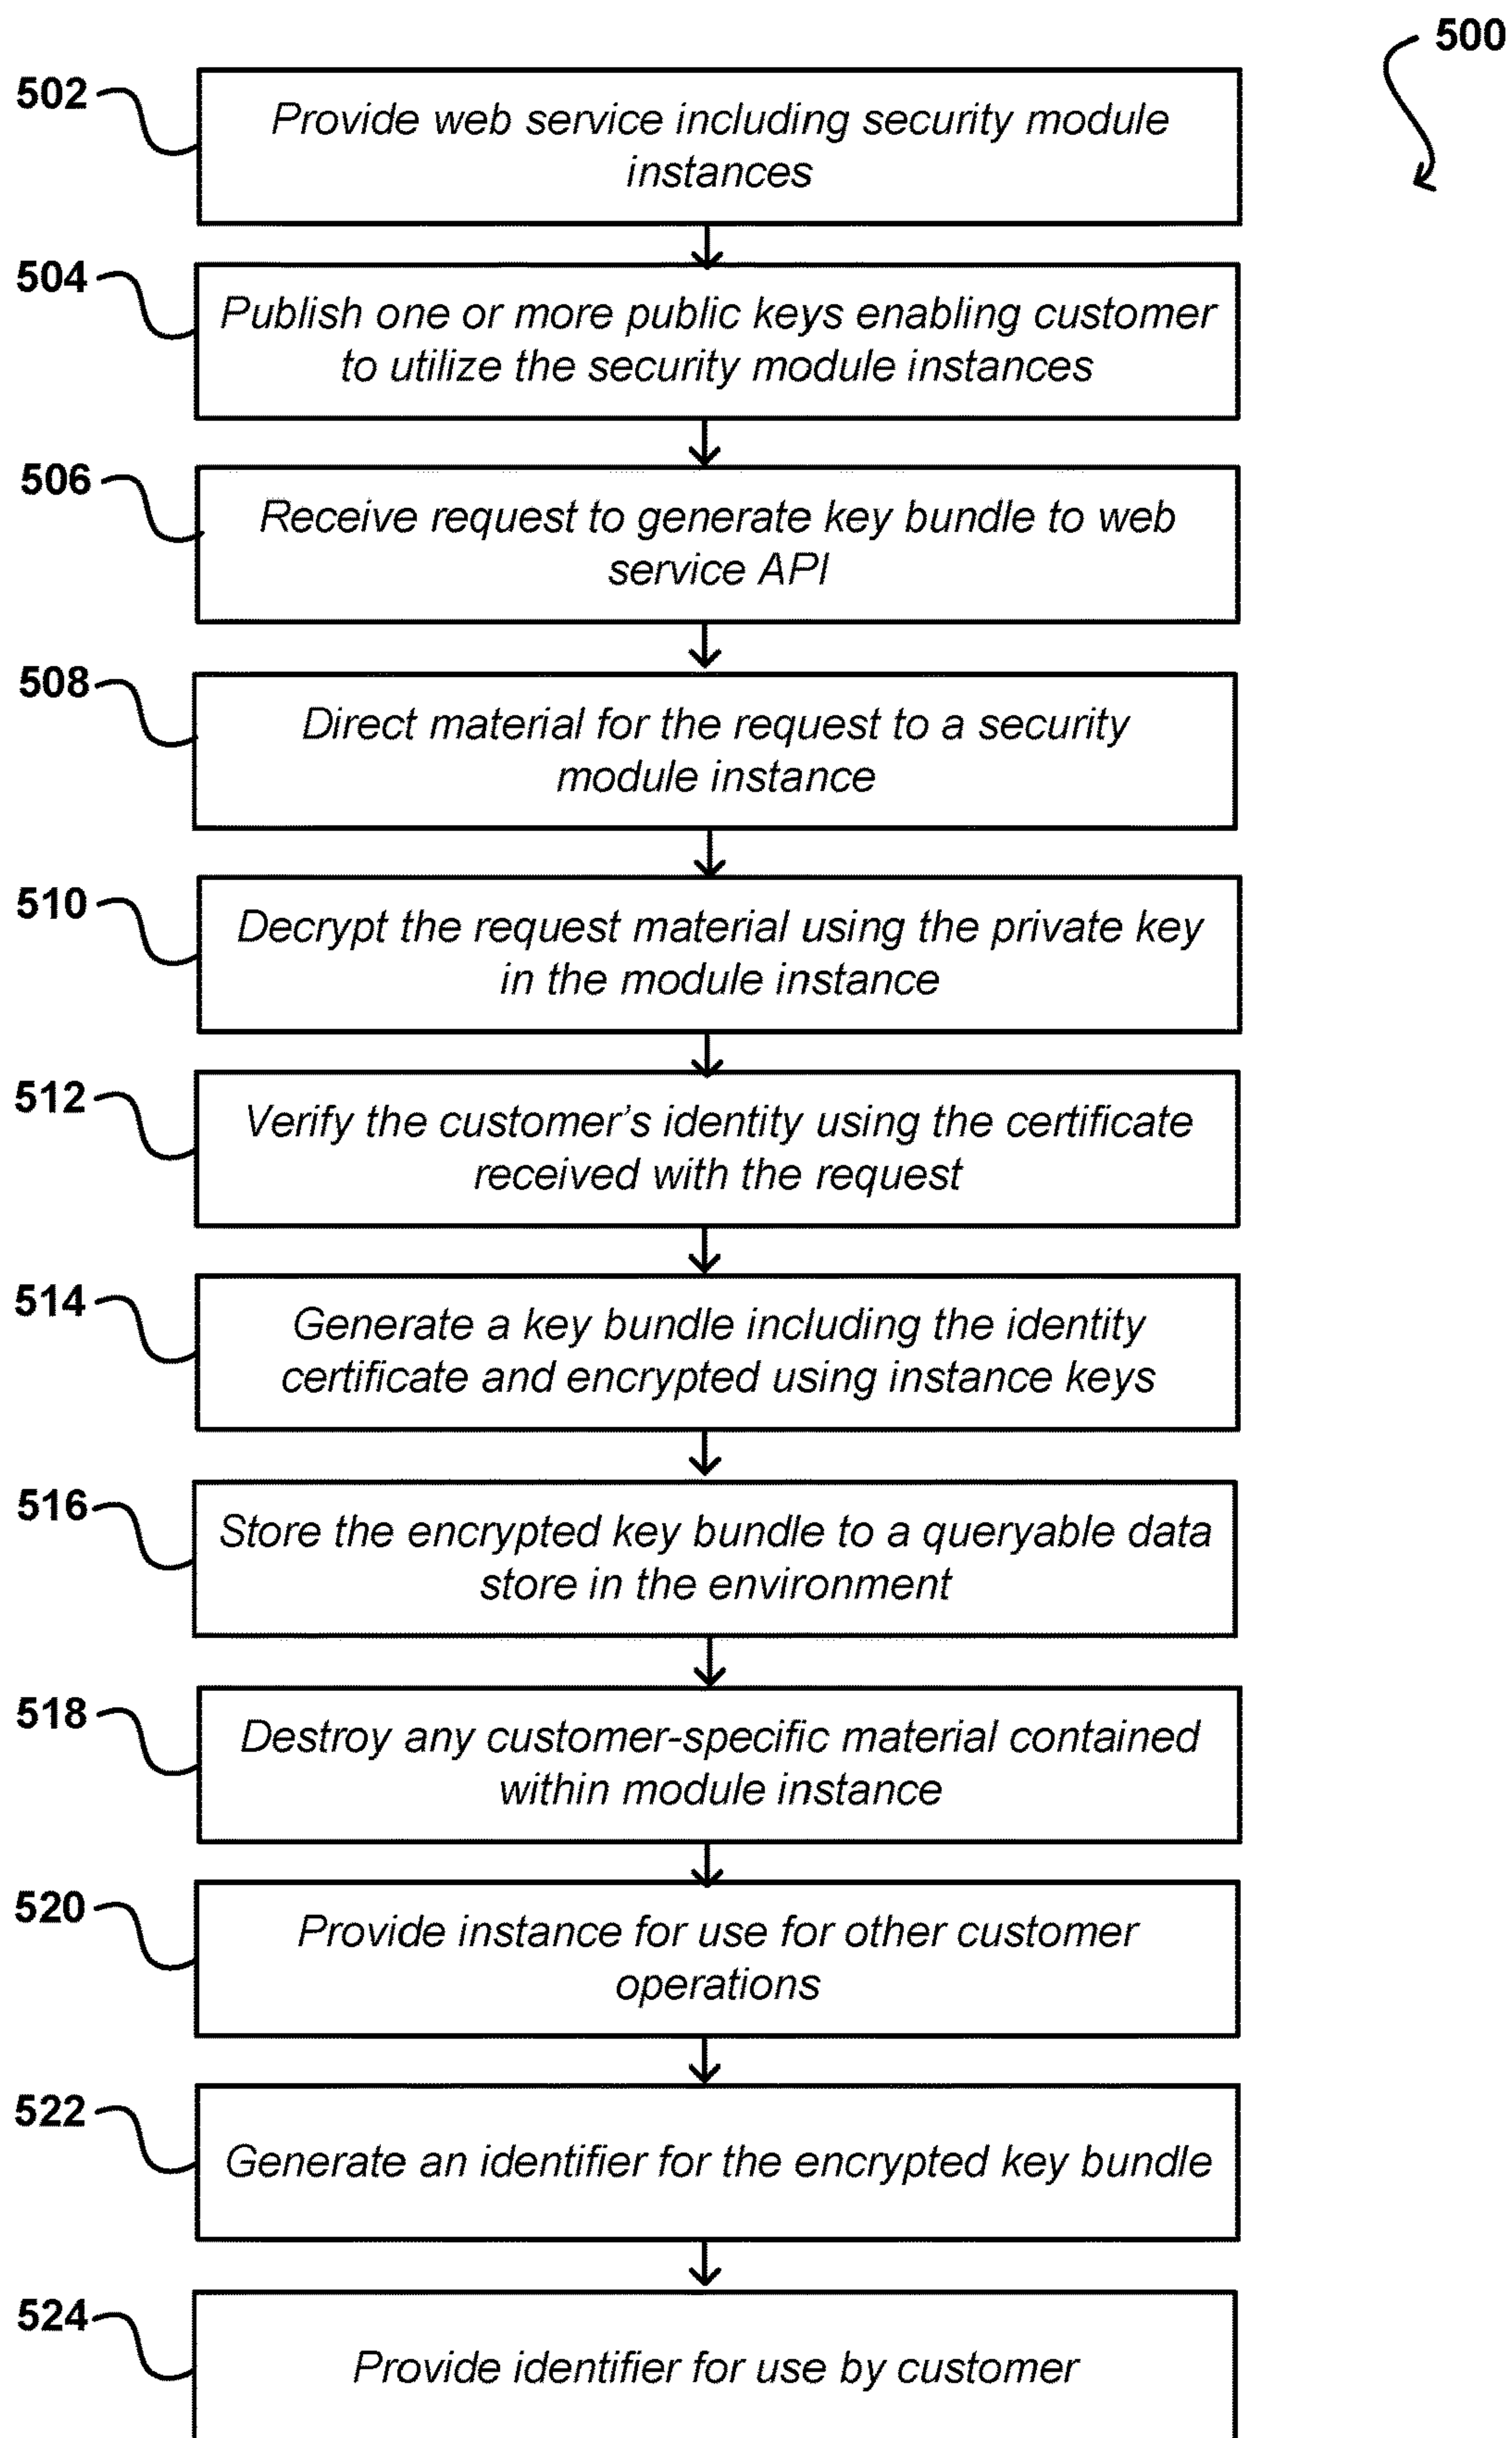 500
502
Provide web service including security module
instances
504
Publish one or more public keys enabling customer
to utilize the security module instances
506
Receive request to generate key bundle to web
service API
508
Direct material for the request to a security
module instance
510
Decrypt the request material using the private key
in the module instance
512
Verify the customer’s identity using the certificate
received with the request
514
Generate a key bundle including the identity
certificate and encrypted using instance keys
516
Store the encrypted key bundle to a queryable data
store in the environment
518
Destroy any customer-specific material contained
within module instance
520
Provide instance for use for other customer
operations
522
Generate an identifier for the encrypted key bundle
524
Provide identifier for use by customer